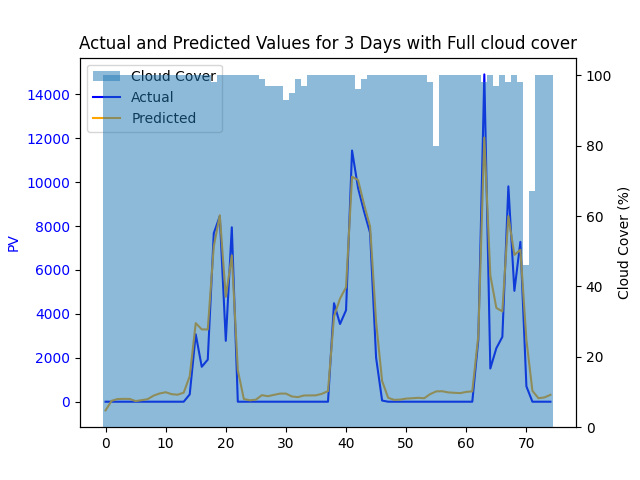 Actual and Predicted Values for 3 Days with Full cloud cover
Cloud Cover
Actual
Predicted
14000
12000
10000
8000
6000
4000
2000
0
PV
100
80
60
40
20
0
Cloud Cover (%)
0 10 20 30 40 50 60 70